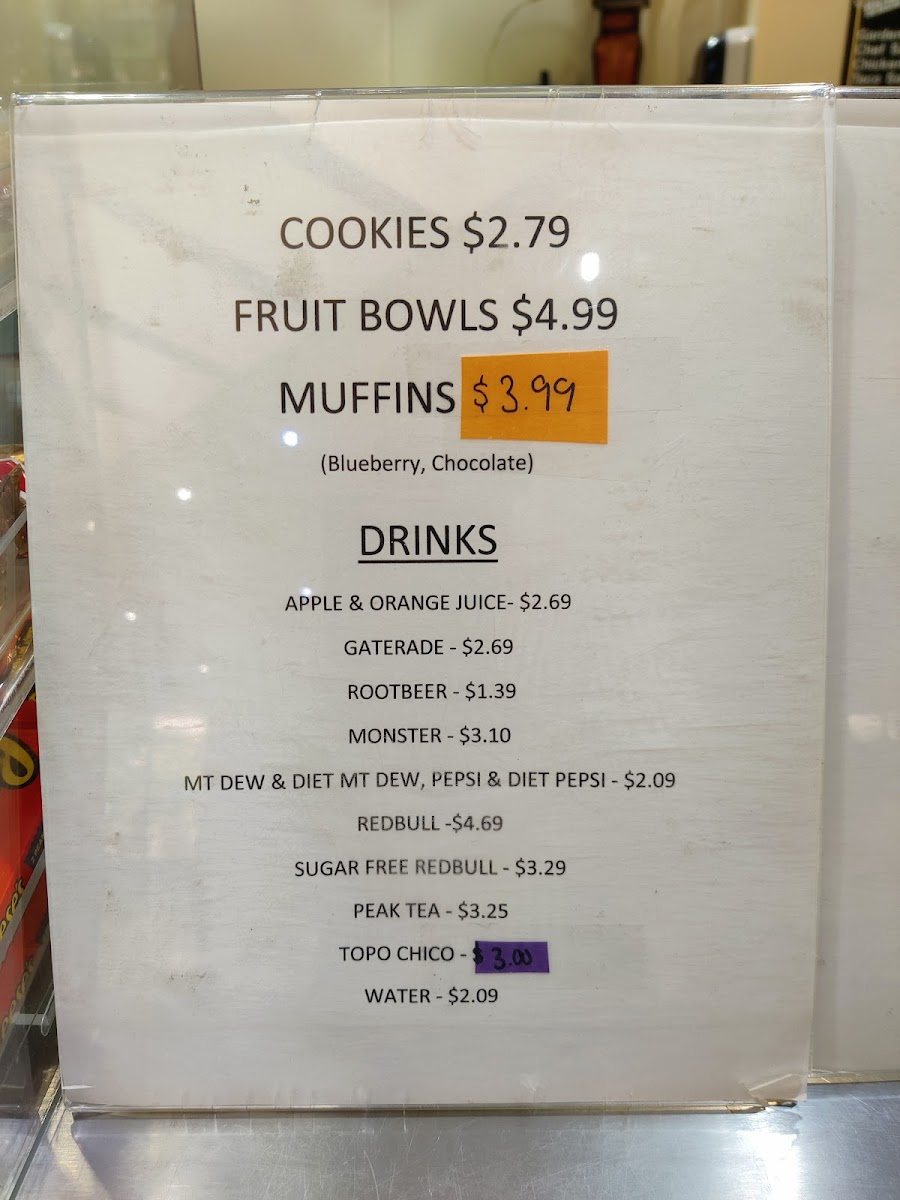 COOKIES $2.79
FRUIT BOWLS $4.99
MUFFINS $3.99
(Blueberry, Chocolate)
DRINKS
APPLE & ORANGE JUICE- $2.69
GATERADE - $2.69
ROOTBEER - $1.39
MONSTER - $3.10
MT DEW & DIET MT DEW, PEPSI & DIET PEPSI - $2.09
REDBULL -$4.69
SUGAR FREE REDBULL - $3.29
PEAK TEA - $3.25
TOPO CHICO - $3.00
WATER - $2.09